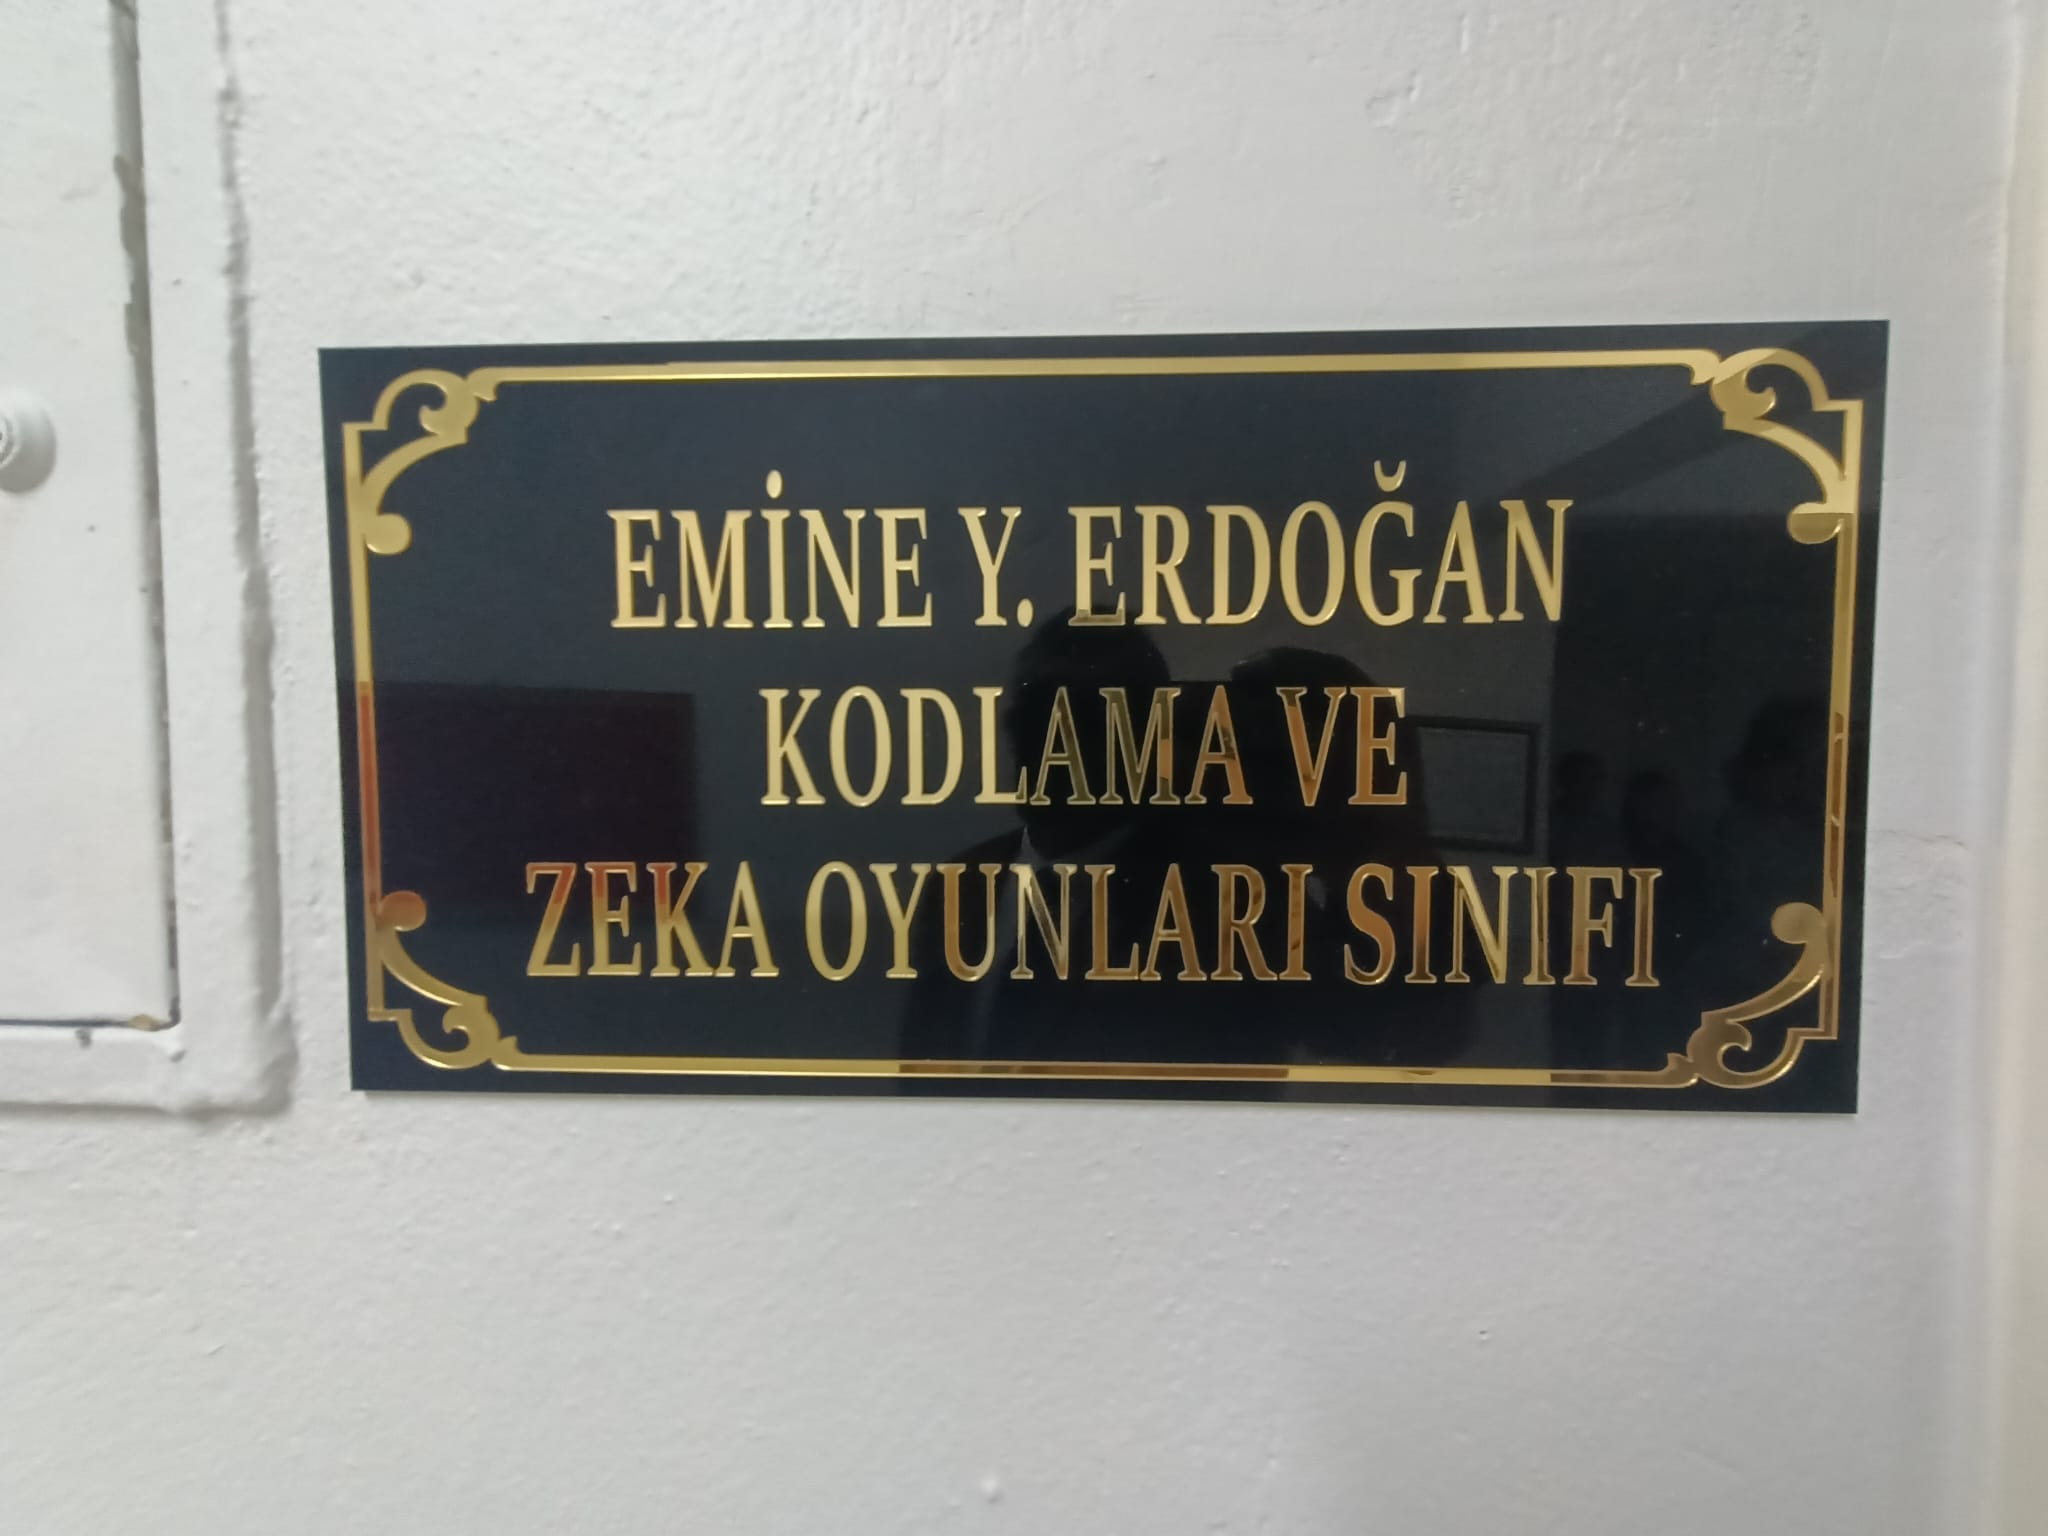 EMİNE Y. ERDOĞAN
KODLAMA VE
ZEKA OYUNLARI SINIFI